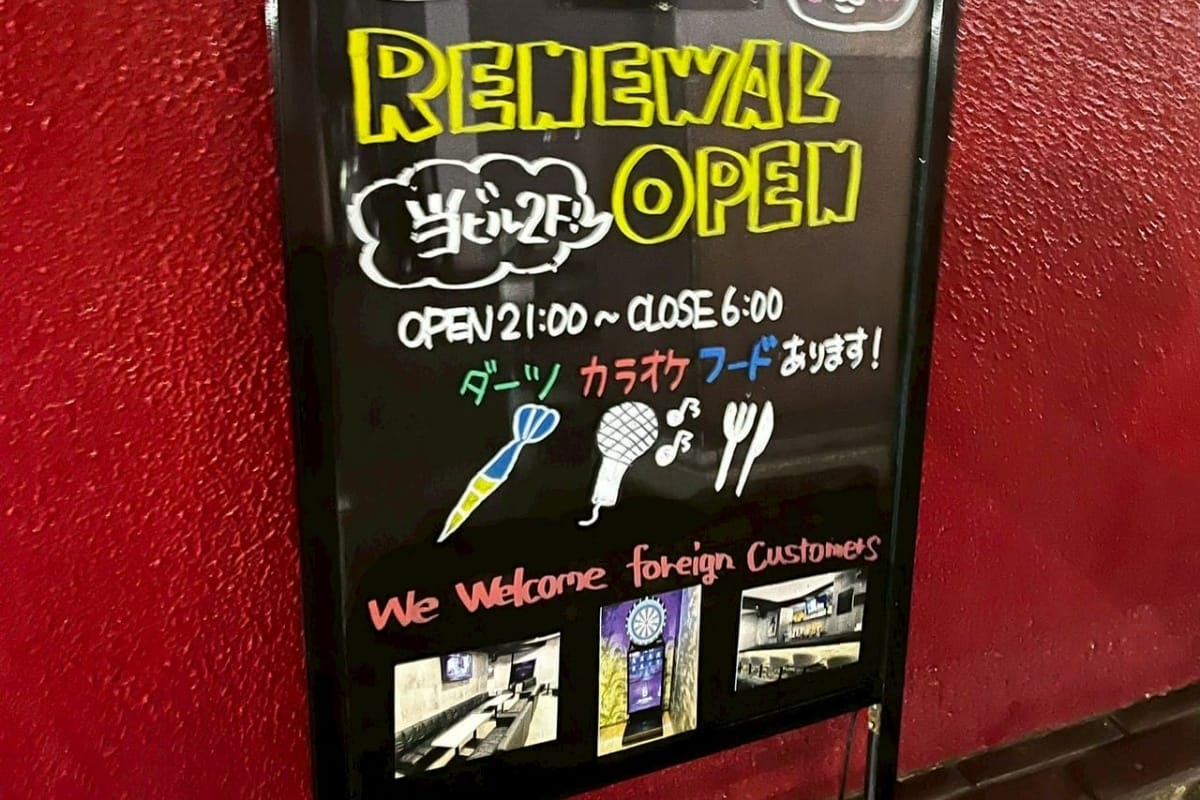 RENEWAL
当ビル2F!
OPEN
OPEN 21:00 ~ CLOSE 6:00
ダーツ カラオケ フード あります!
We Welcome foreign Customers